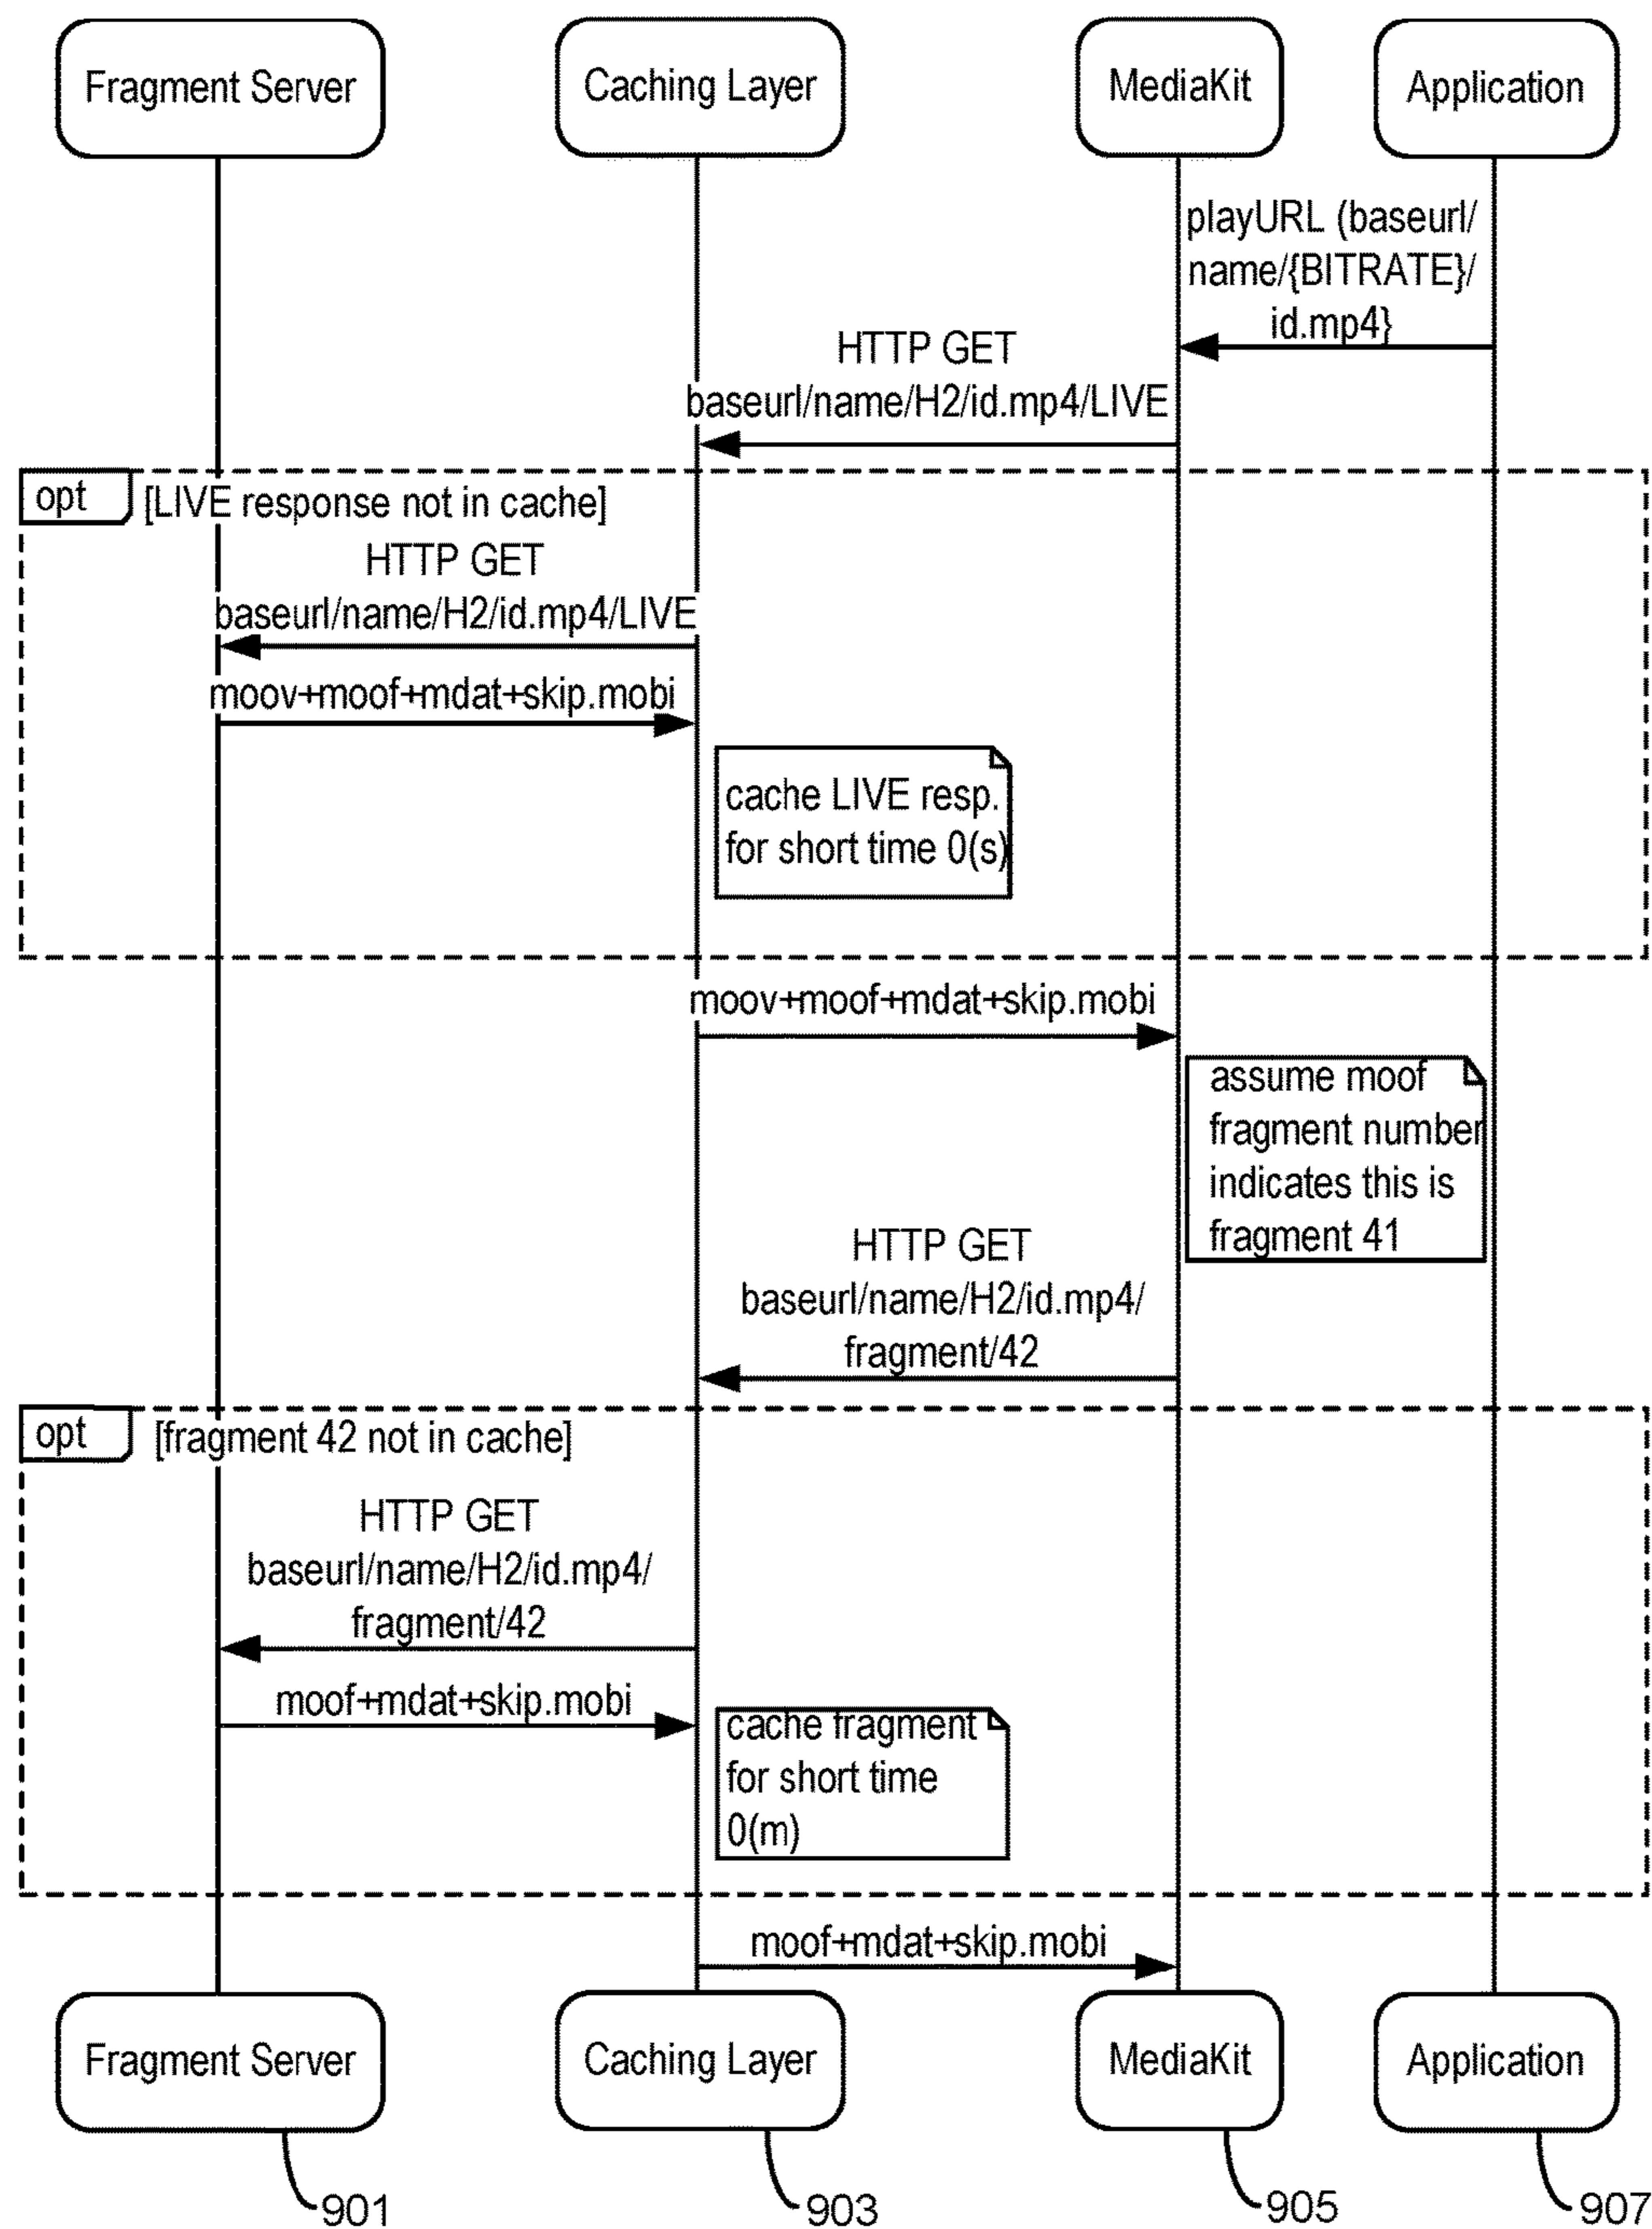 Fragment Server
Caching Layer
MediaKit
Application
playURL (baseurl/
name/{BITRATE}/
id.mp4}
HTTP GET
baseurl/name/H2/id.mp4/LIVE
opt
[LIVE response not in cache]
HTTP GET
baseurl/name/H2/id.mp4/LIVE
moov+moof+mdat+skip.mobi
cache LIVE resp.
for short time 0(s)
moov+moof+mdat+skip.mobi
assume moof
fragment number
indicates this is
fragment 41
HTTP GET
baseurl/name/H2/id.mp4/
fragment/42
opt
[fragment 42 not in cache]
HTTP GET
baseurl/name/H2/id.mp4/
fragment/42
moof+mdat+skip.mobi
cache fragment
for short time
0(m)
moof+mdat+skip.mobi
Fragment Server
Caching Layer
MediaKit
Application
901
903
905
907